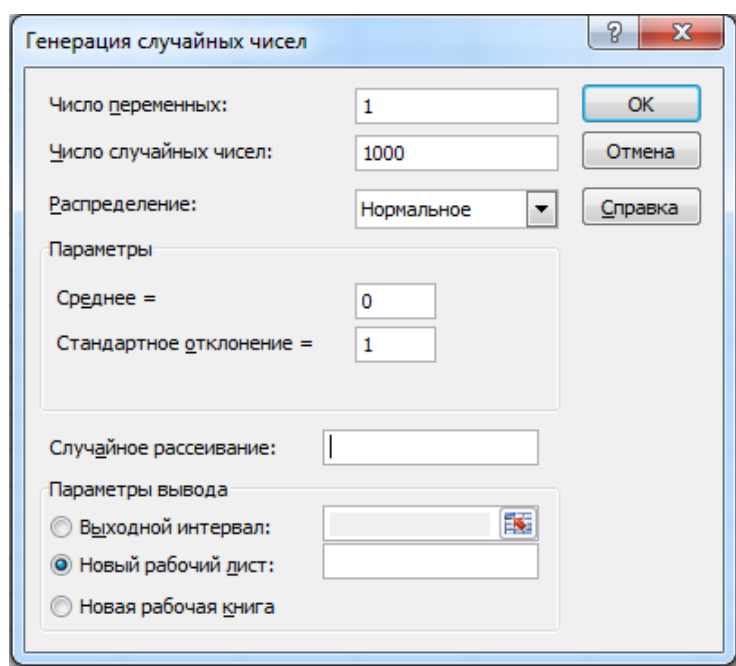 Генерация случайных чисел
Число переменных: 1 OK
Число случайных чисел: 1000 Отмена
Распределение: Нормальное Справка
Параметры
Среднее = 0
Стандартное отклонение = 1
Случайное рассеивание:
Параметры вывода
Выходной интервал:
Новый рабочий лист:
Новая рабочая книга